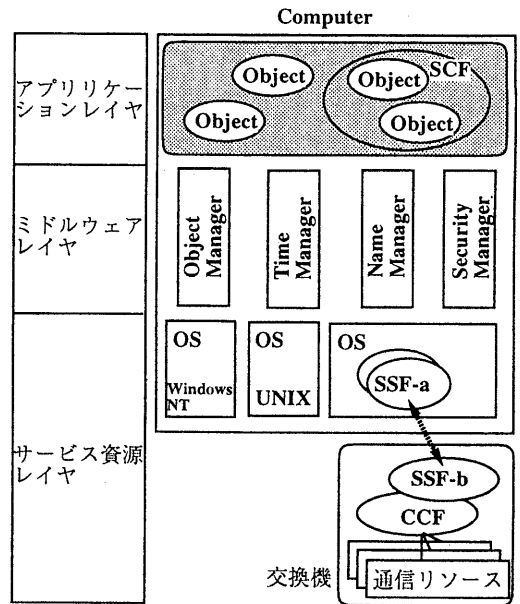 Computer
アプリリケー
ションレイヤ
Object
Object
Object
SCF
Object
ミドルウェア
レイヤ
Object
Manager
Time
Manager
Name
Manager
Security
Manager
サービス資源
レイヤ
OS
Windows
NT
OS
UNIX
OS
SSF-a
SSF-b
CCF
交換機
通信リソース